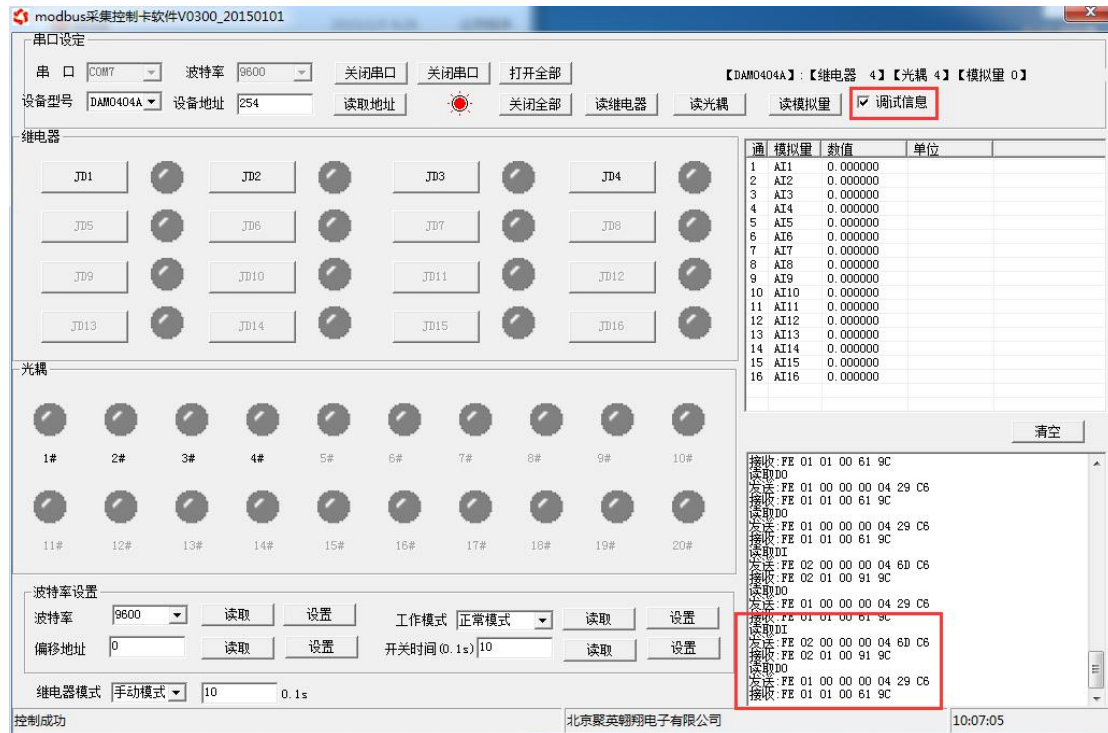 modbus采集控制卡软件V0300_20150101
串口设定
串 口 COM7 波特率 9600 关闭串口 关闭串口 打开全部 【DAM0404A】:【继电器 4】【光耦 4】【模拟量 0】
设备型号 DAM0404A 设备地址 254 读取地址 关闭全部 读继电器 读光耦 读模拟量 调试信息
继电器
JD1 JD2 JD3 JD4
JD5 JD6 JD7 JD8
JD9 JD10 JD11 JD12
JD13 JD14 JD15 JD16
通 模拟量 数值 单位
1 AI1 0.000000
2 AI2 0.000000
3 AI3 0.000000
4 AI4 0.000000
5 AI5 0.000000
6 AI6 0.000000
7 AI7 0.000000
8 AI8 0.000000
9 AI9 0.000000
10 AI10 0.000000
11 AI11 0.000000
12 AI12 0.000000
13 AI13 0.000000
14 AI14 0.000000
15 AI15 0.000000
16 AI16 0.000000
清空
光耦
1# 2# 3# 4# 5# 6# 7# 8# 9# 10#
11# 12# 13# 14# 15# 16# 17# 18# 19# 20#
接收:FE 01 01 00 61 9C
读取DO
发送:FE 01 00 00 00 04 29 C6
接收:FE 01 01 00 61 9C
读取DO
发送:FE 01 00 00 00 04 29 C6
接收:FE 01 01 00 61 9C
读取DI
发送:FE 02 00 00 00 04 6D C6
接收:FE 02 01 00 91 9C
读取DO
发送:FE 01 00 00 00 04 29 C6
接收:FE 01 01 00 61 9C
读取DI
发送:FE 02 00 00 00 04 6D C6
接收:FE 02 01 00 91 9C
读取DO
发送:FE 01 00 00 00 04 29 C6
接收:FE 01 01 00 61 9C
波特率设置
波特率 9600 读取 设置 工作模式 正常模式 读取 设置
偏移地址 0 读取 设置 开关时间(0.1s) 10 读取 设置
继电器模式 手动模式 10 0.1s
控制成功 北京聚英翱翔电子有限公司 10:07:05